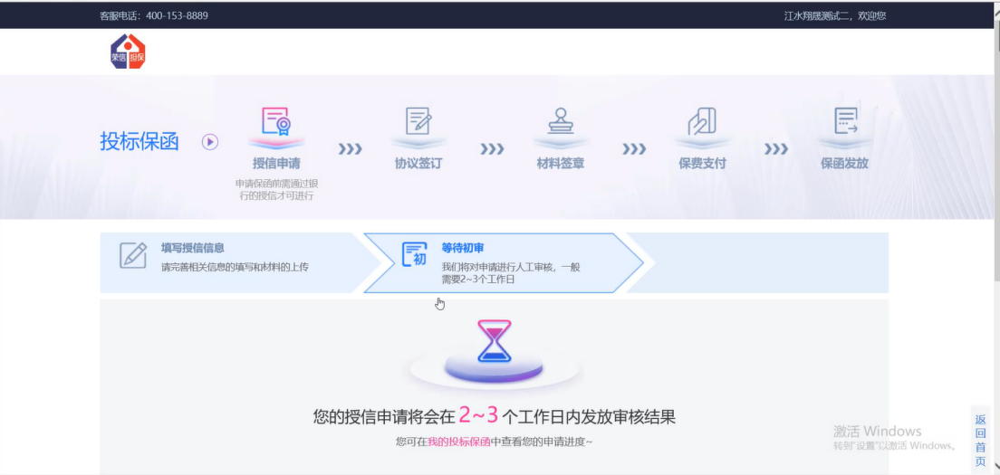 客服电话：400-153-8889
江水翔晟测试二，欢迎您
荣信 担保
投标保函
授信申请
协议签订
材料签章
保费支付
保函发放
申请保函前需通过银
行的授信才可进行
填写授信信息
请完善相关信息的填写和材料的上传
初
等待初审
我们将对申请进行人工审核，一般
需要2~3个工作日
您的授信申请将会在 2~3 个工作日内发放审核结果
您可在我的投标保函中查看您的申请进度~
激活 Windows
转到"设置"以激活 Windows。
返
回
首
页